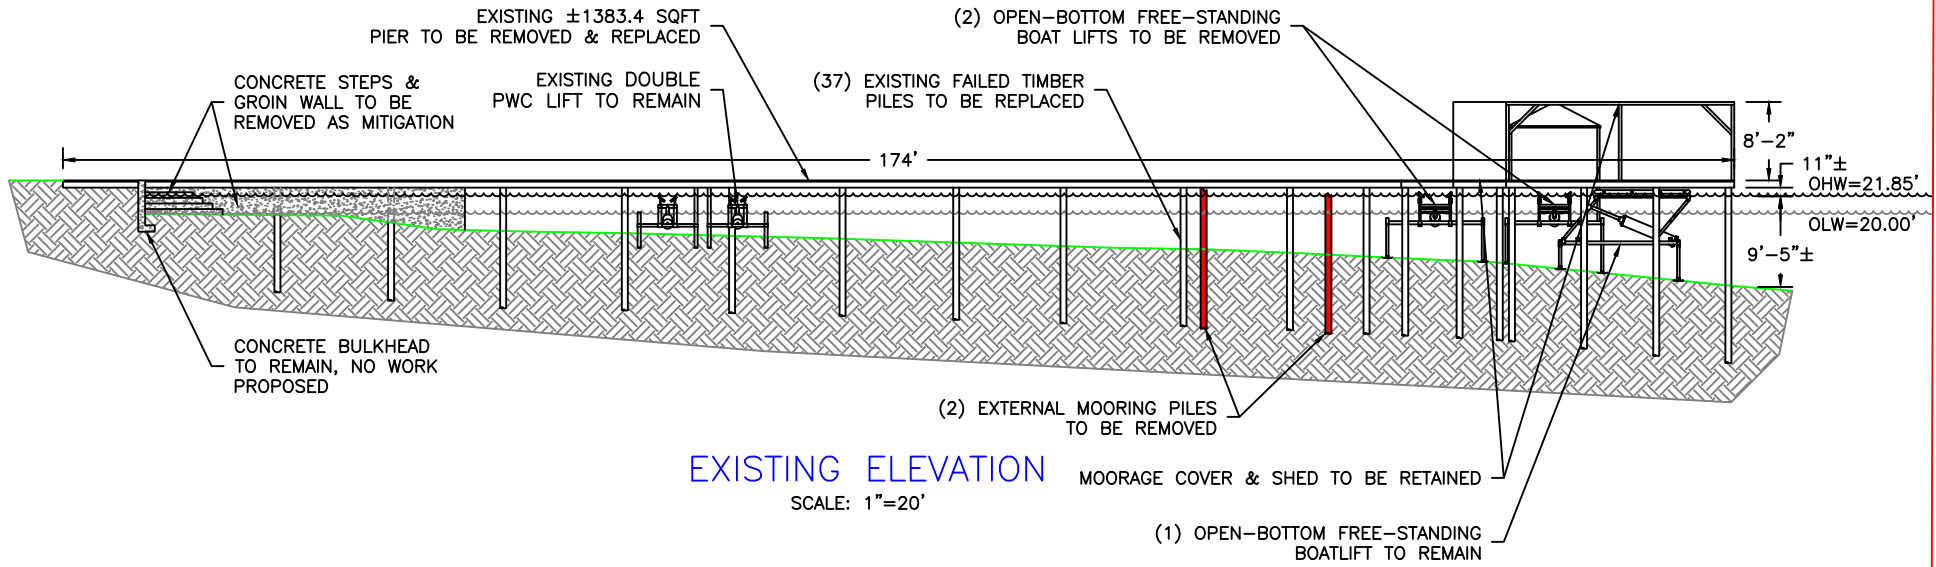 EXISTING ±1383.4 SQFT
PIER TO BE REMOVED & REPLACED
(2) OPEN-BOTTOM FREE-STANDING
BOAT LIFTS TO BE REMOVED
CONCRETE STEPS &
GROIN WALL TO BE
REMOVED AS MITIGATION
EXISTING DOUBLE
PWC LIFT TO REMAIN
(37) EXISTING FAILED TIMBER
PILES TO BE REPLACED
174'
8'-2"
11"±
OHW=21.85'
OLW=20.00'
9'-5"±
CONCRETE BULKHEAD
TO REMAIN, NO WORK
PROPOSED
(2) EXTERNAL MOORING PILES
TO BE REMOVED
EXISTING ELEVATION
SCALE: 1"=20'
MOORAGE COVER & SHED TO BE RETAINED
(1) OPEN-BOTTOM FREE-STANDING
BOATLIFT TO REMAIN